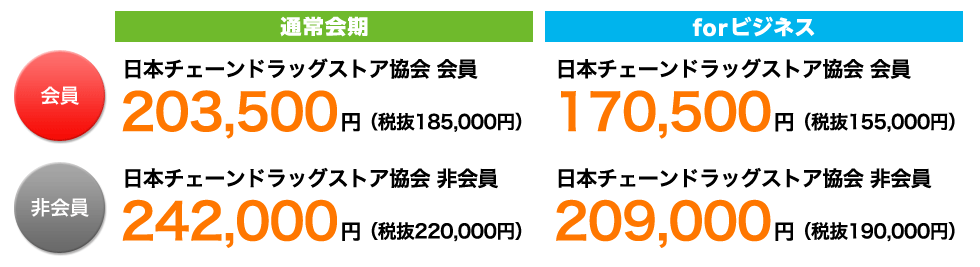 通常会期
forビジネス
会員
日本チェーンドラッグストア協会 会員
203,500円（税抜185,000円）
日本チェーンドラッグストア協会 会員
170,500円（税抜155,000円）
非会員
日本チェーンドラッグストア協会 非会員
242,000円（税抜220,000円）
日本チェーンドラッグストア協会 非会員
209,000円（税抜190,000円）